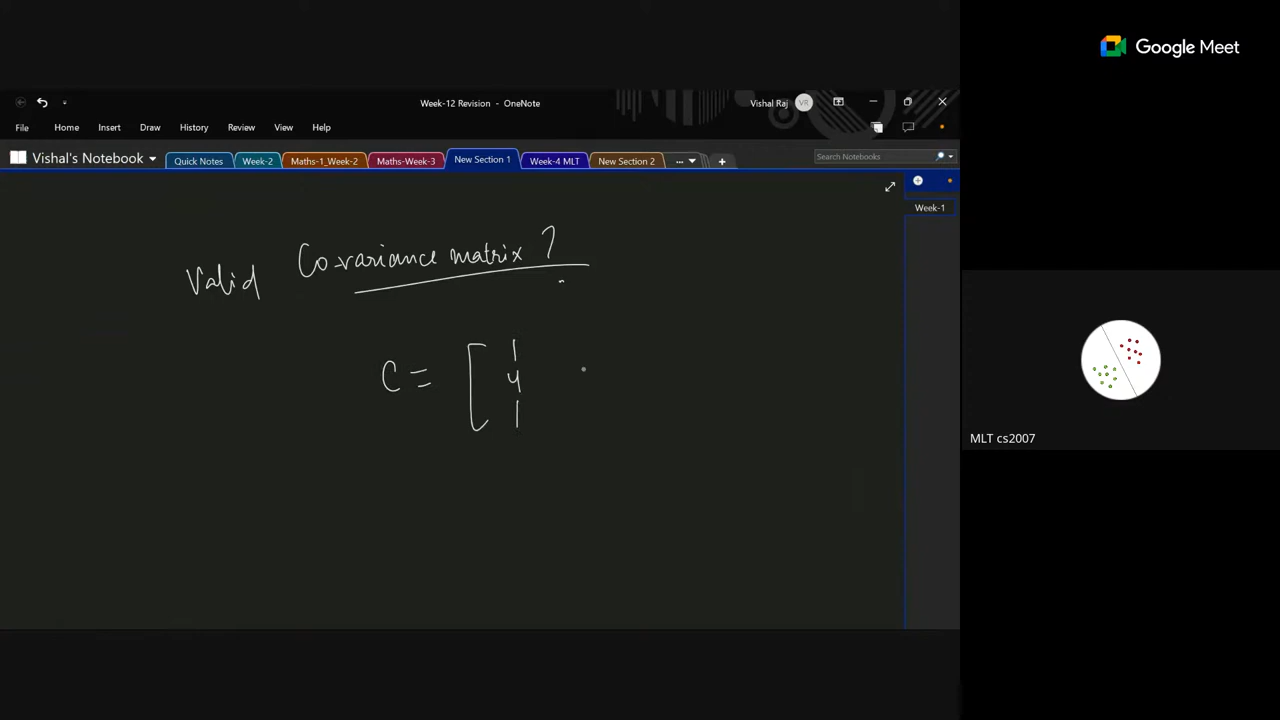 Google Meet
Week-12 Revision - OneNote
Vishal Raj VR
File Home Insert Draw History Review View Help
Vishal's Notebook Quick Notes Week-2 Maths-1_Week-2 Maths-Week-3 New Section 1 Week-4 MLT New Section 2 ... + Search Notebooks
Week-1
Valid Co-variance matrix ?
C = [ 1
4
1
MLT cs2007